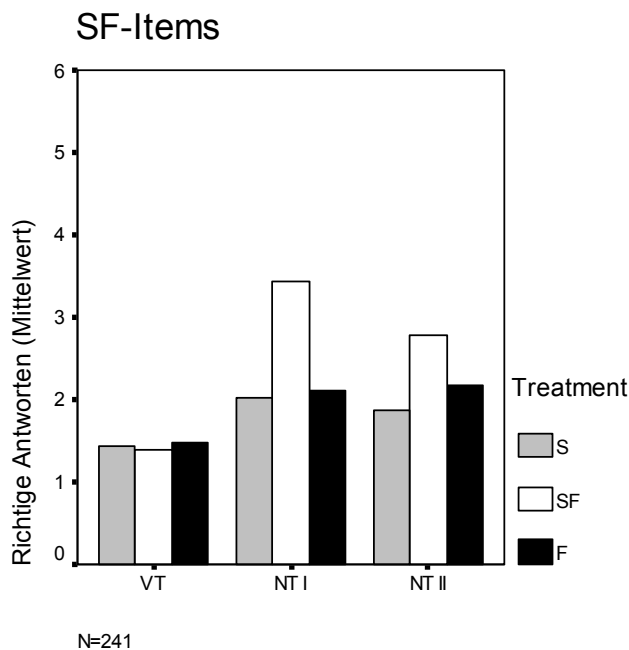 SF-Items
Richtige Antworten (Mittelwert)
6
5
4
3
2
1
0
VT
NT I
NT II
Treatment
S
SF
F
N=241